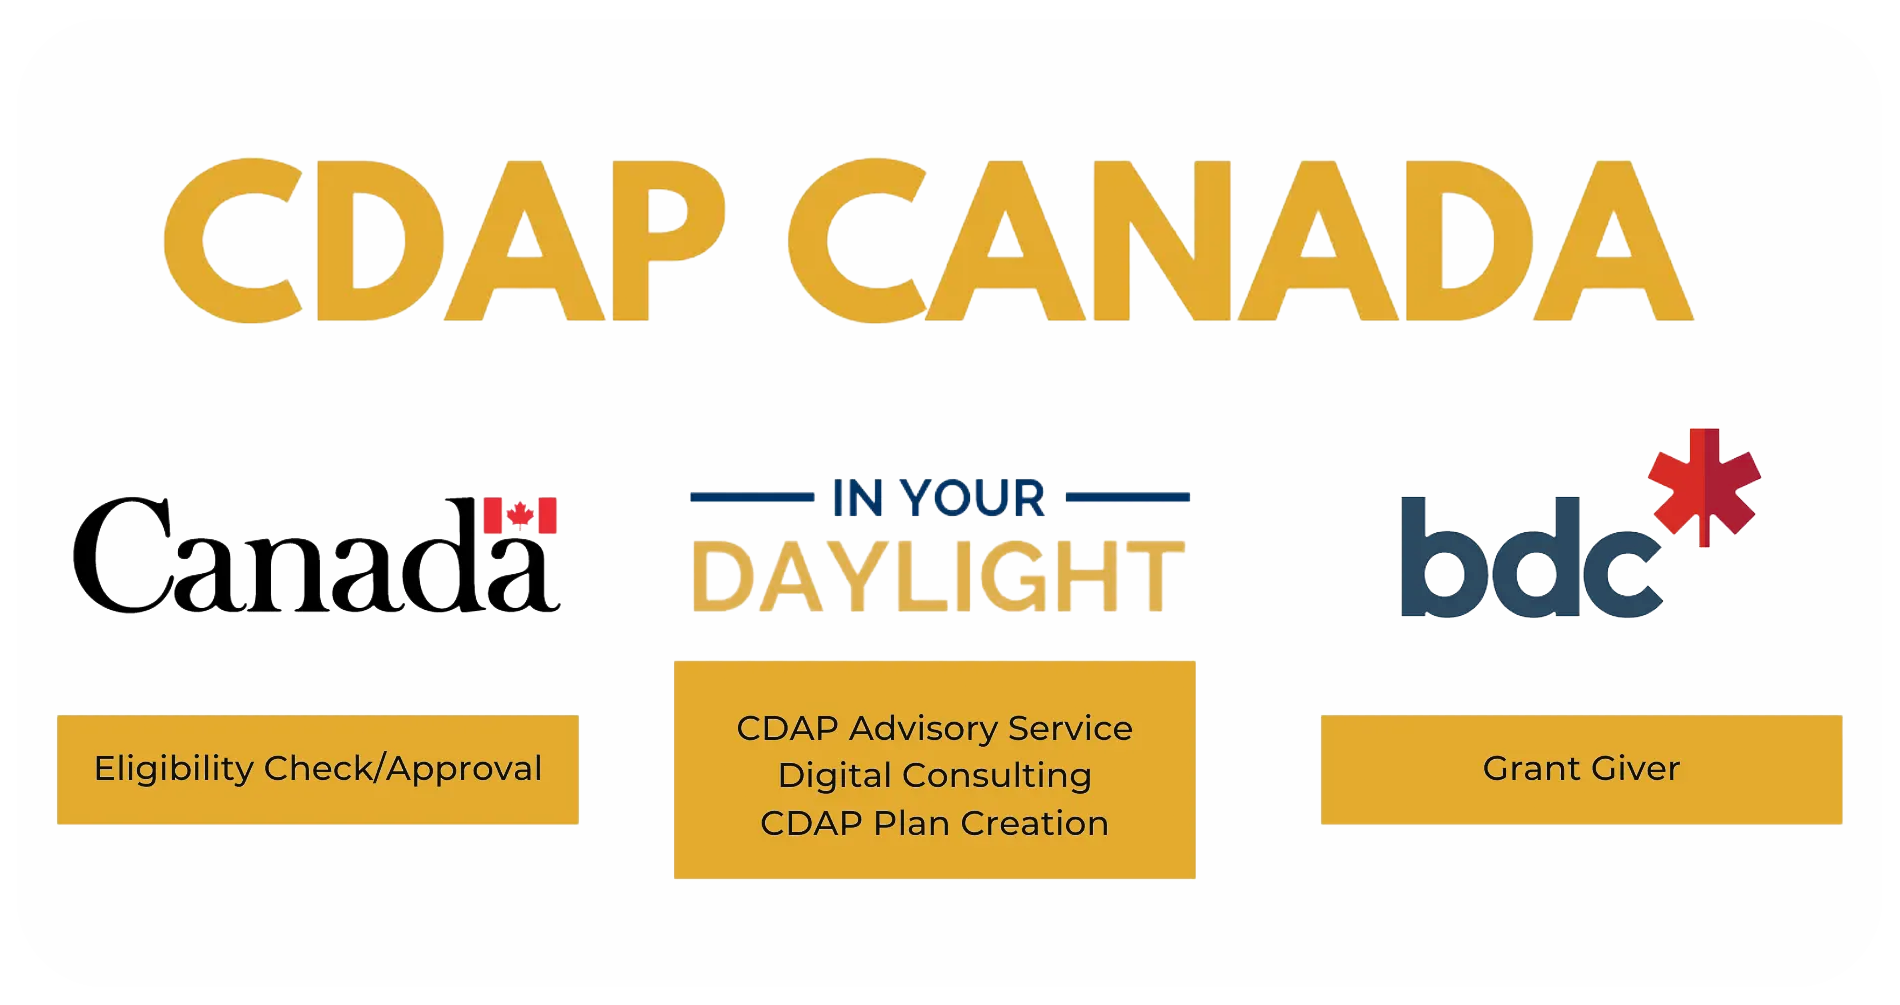 CDAP CANADA
Canada
Eligibility Check/Approval
IN YOUR
DAYLIGHT
CDAP Advisory Service
Digital Consulting
CDAP Plan Creation
bdc
Grant Giver